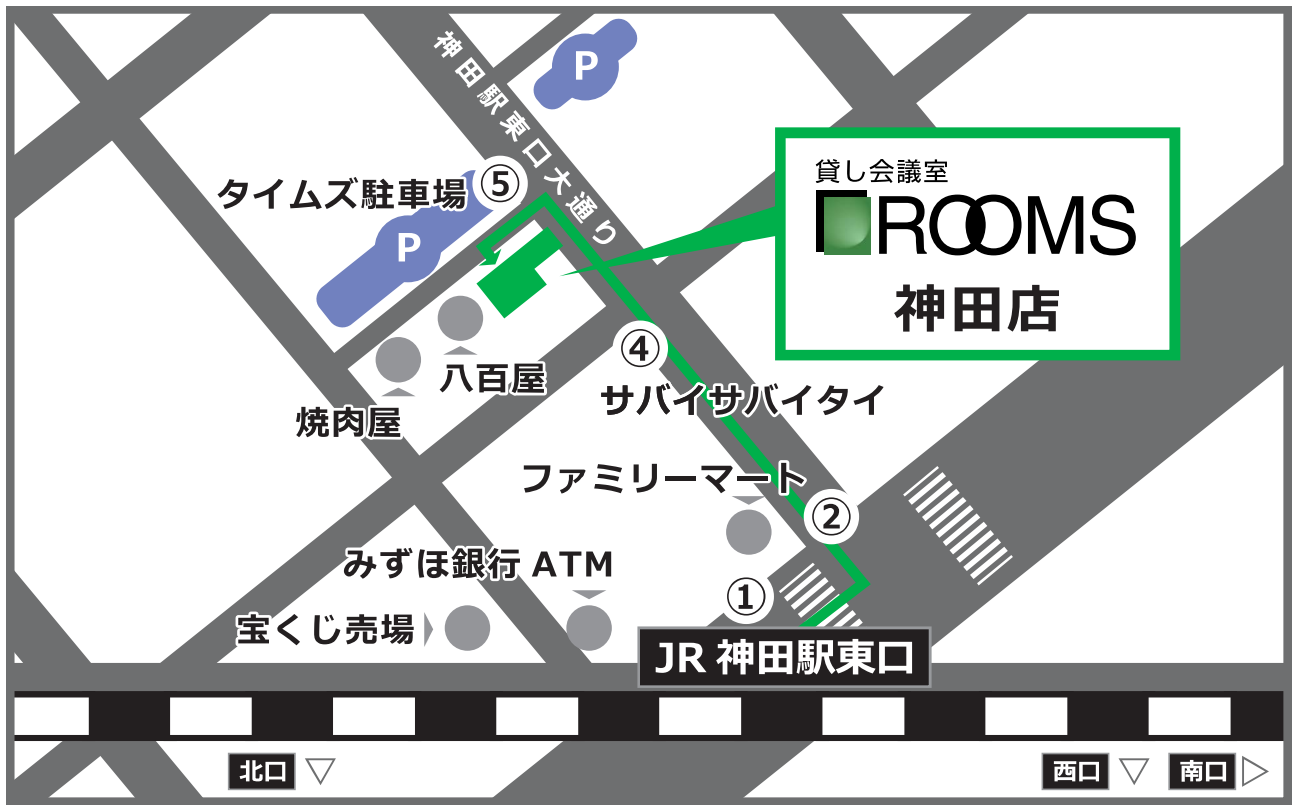 神田駅東口大通り
P
貸し会議室
ROOMS
神田店
タイムズ駐車場
⑤
P
④
八百屋
サバイサバイタイ
焼肉屋
ファミリーマート
②
みずほ銀行 ATM
①
宝くじ売場
JR 神田駅東口
北口
西口
南口